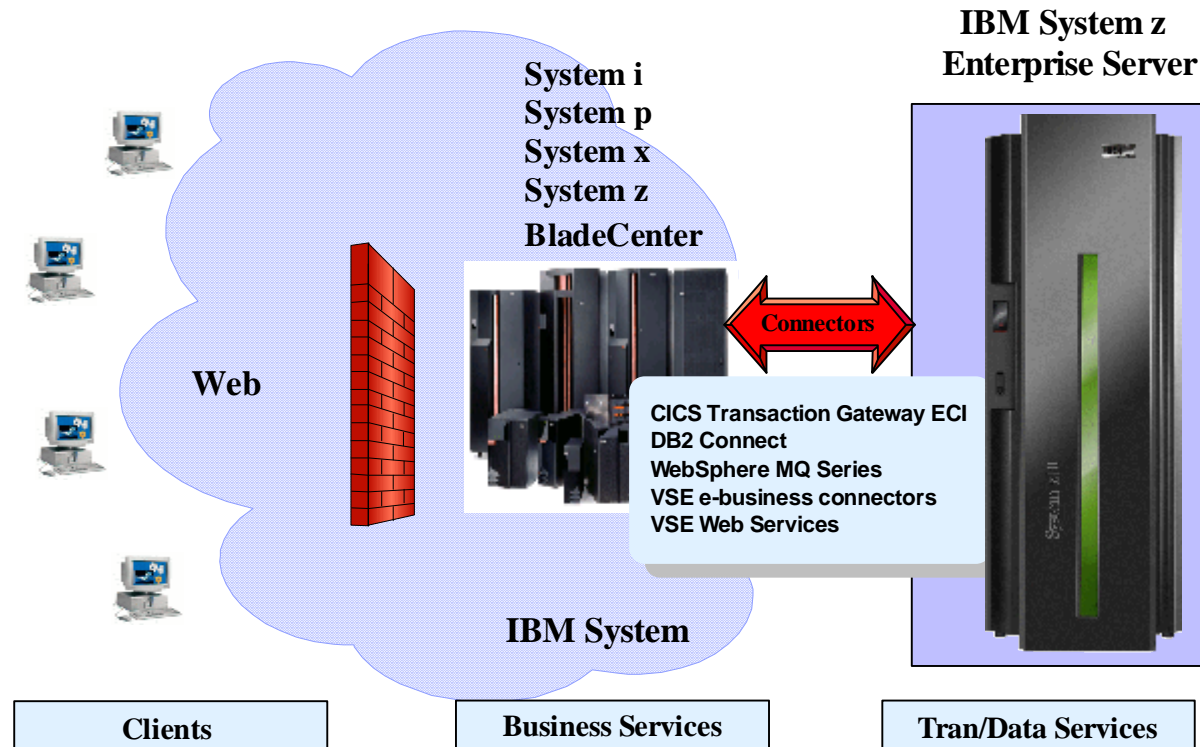 IBM System z
Enterprise Server
System i
System p
System x
System z
BladeCenter
Connectors
Web
CICS Transaction Gateway ECI
DB2 Connect
WebSphere MQ Series
VSE e-business connectors
VSE Web Services
IBM System
Clients
Business Services
Tran/Data Services